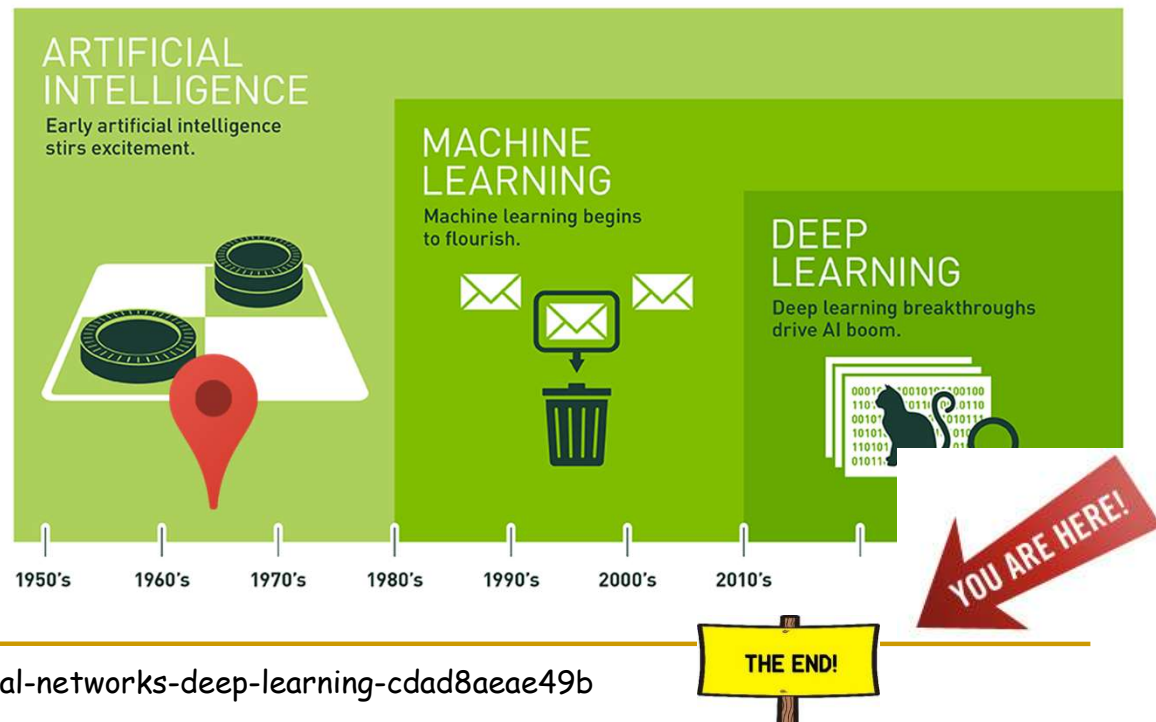 ARTIFICIAL
INTELLIGENCE
Early artificial intelligence
stirs excitement.
MACHINE
LEARNING
Machine learning begins
to flourish.
DEEP
LEARNING
Deep learning breakthroughs
drive AI boom.
YOU ARE HERE!
1950's 1960's 1970's 1980's 1990's 2000's 2010's
THE END!
al-networks-deep-learning-cdad8aeae49b